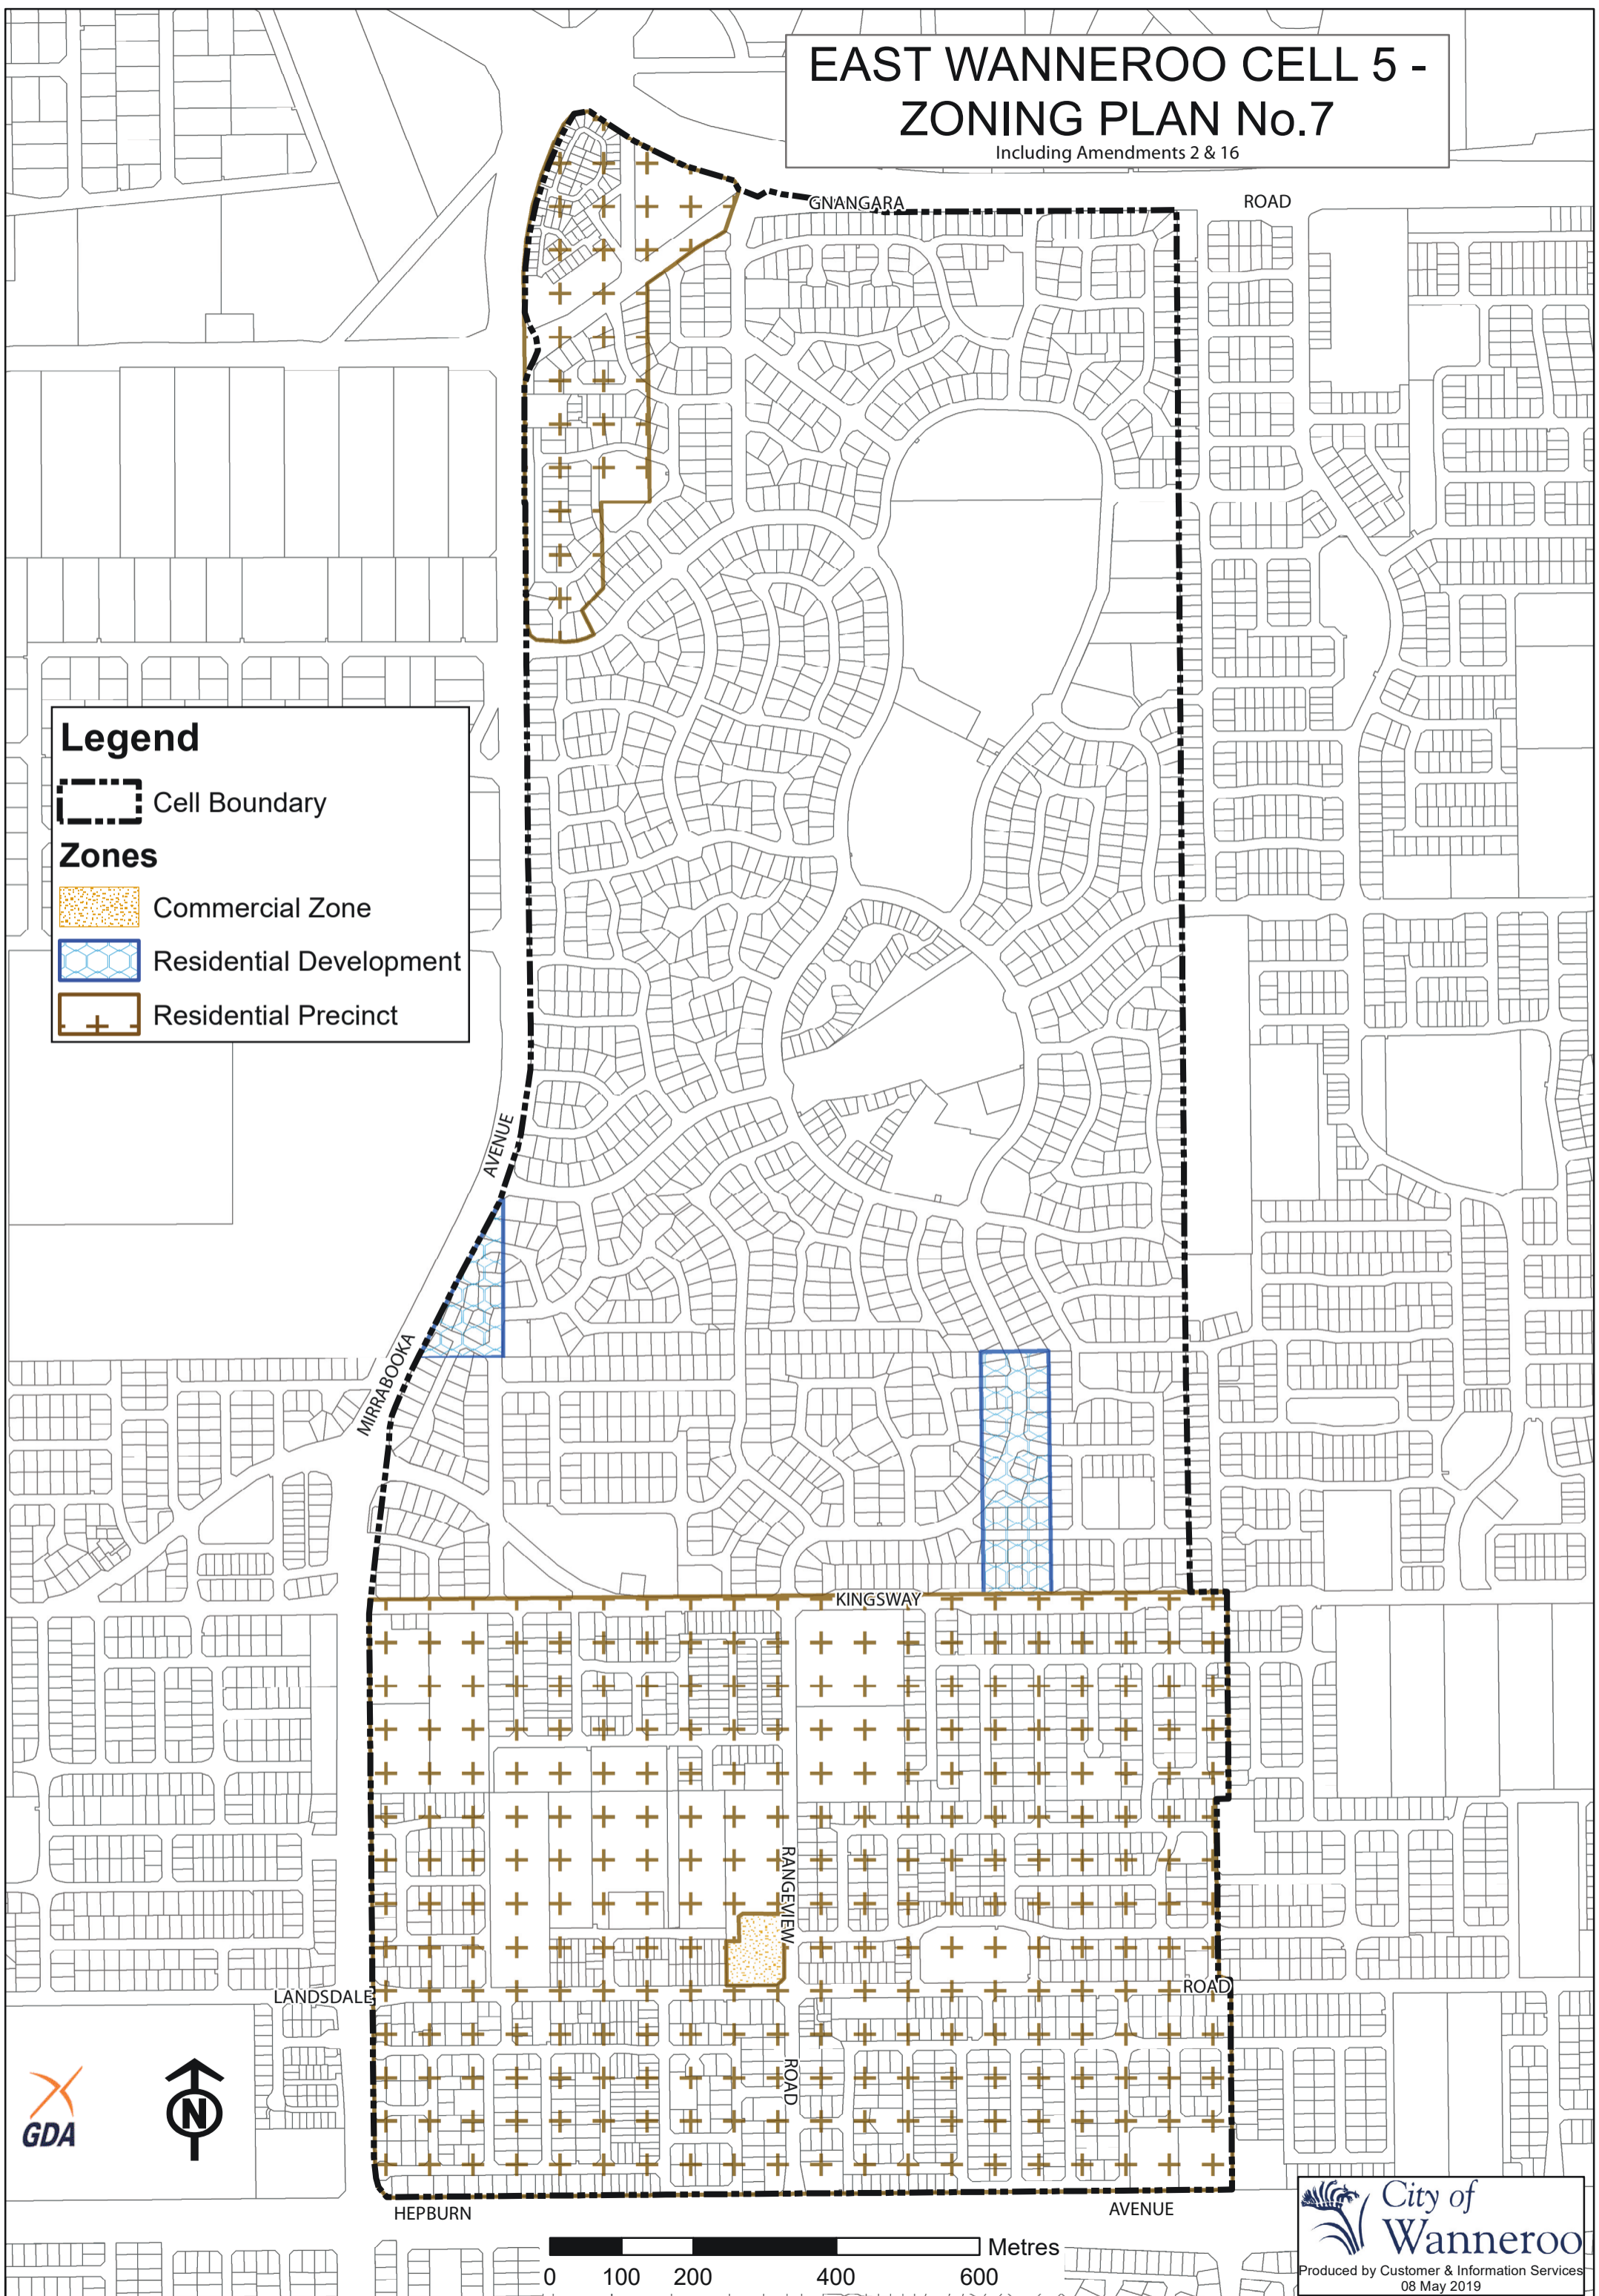 EAST WANNEROO CELL 5 -
ZONING PLAN No.7
Including Amendments 2 & 16
GNANGARA
ROAD
Legend
Cell Boundary
Zones
Commercial Zone
Residential Development
Residential Precinct
AVENUE
MIRRABOOKA
KINGSWAY
RANGEVIEW
LANDSDALE
ROAD
ROAD
GDA
N
HEPBURN
AVENUE
Metres
0 100 200 400 600
City of
Wanneroo
Produced by Customer & Information Services
08 May 2019